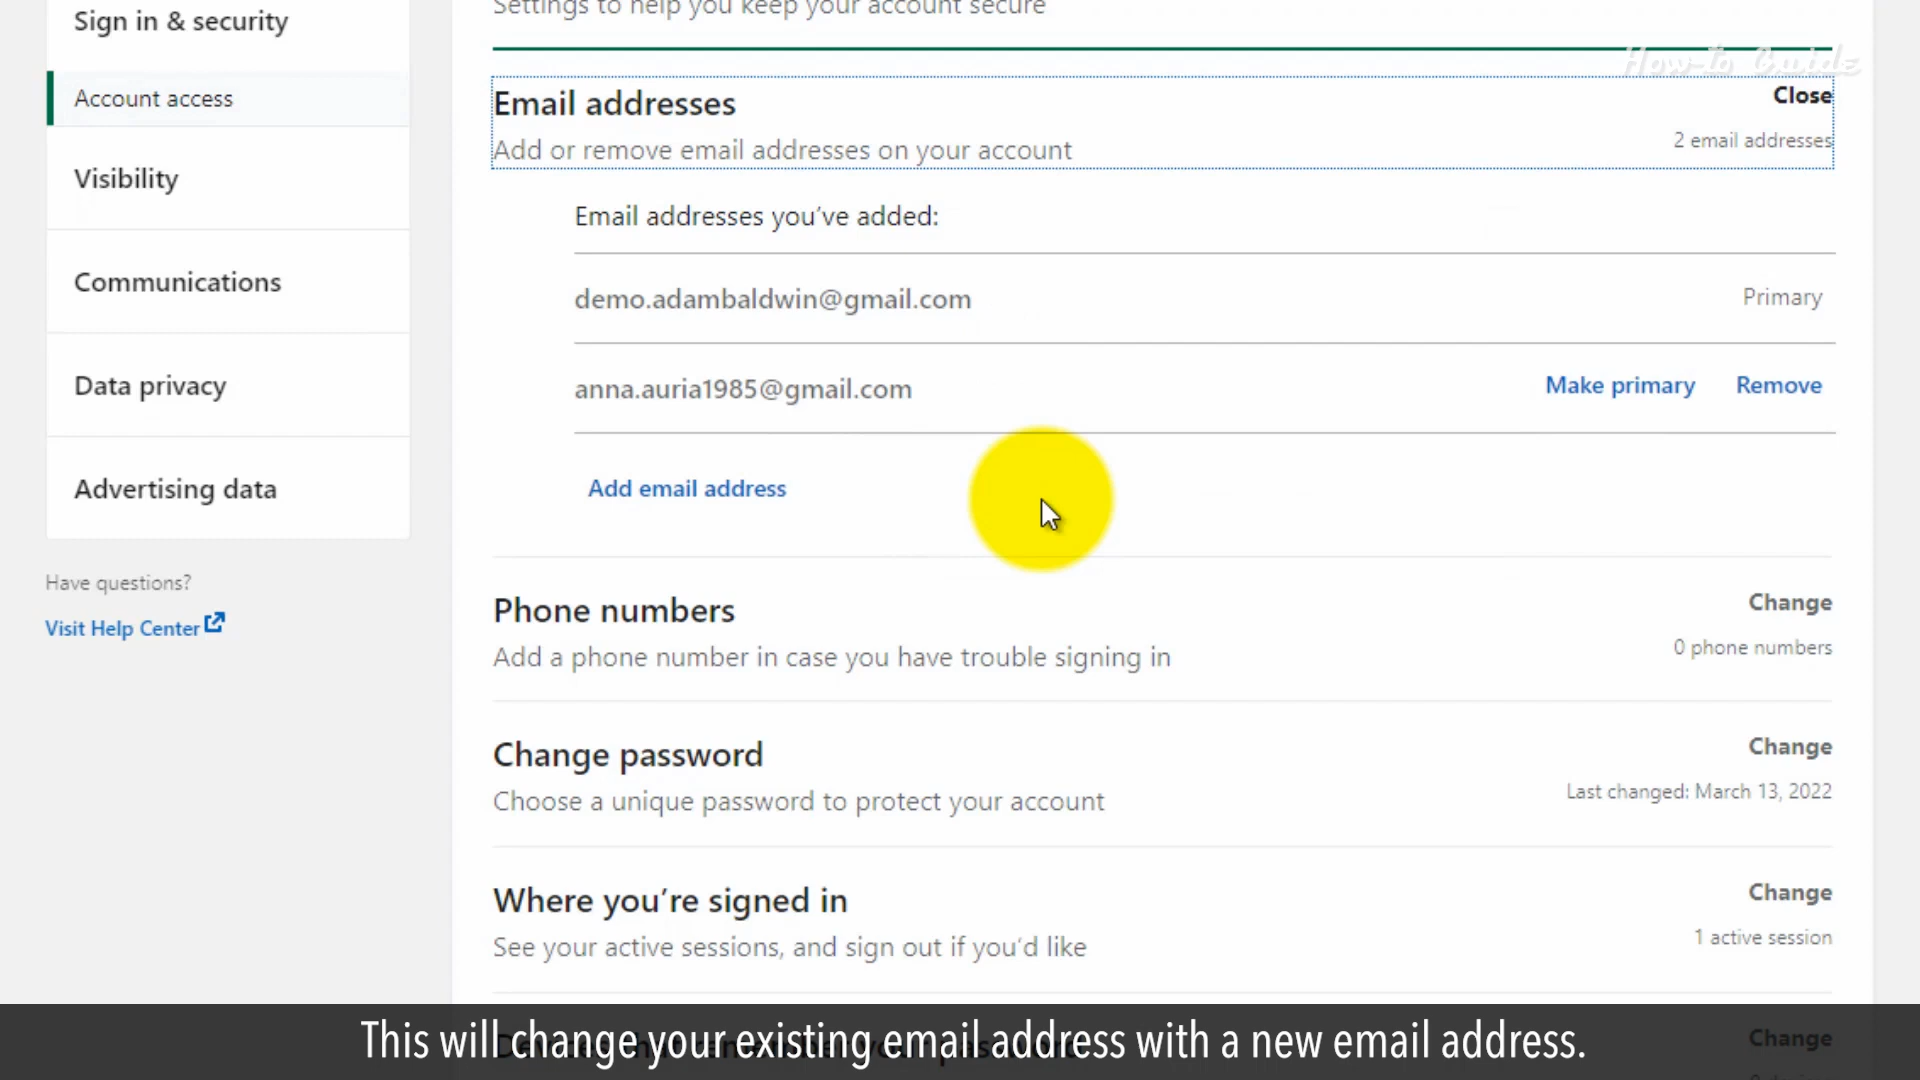 Sign in & security
Account access
Visibility
Communications
Data privacy
Advertising data
Have questions?
Visit Help Center
Settings to help you keep your account secure
How-to Guide
Email addresses
Close
Add or remove email addresses on your account
2 email addresses
Email addresses you've added:
demo.adambaldwin@gmail.com
Primary
anna.auria1985@gmail.com
Make primary
Remove
Add email address
Phone numbers
Change
Add a phone number in case you have trouble signing in
0 phone numbers
Change password
Change
Choose a unique password to protect your account
Last changed: March 13, 2022
Where you're signed in
Change
See your active sessions, and sign out if you'd like
1 active session
Change
This will change your existing email address with a new email address.